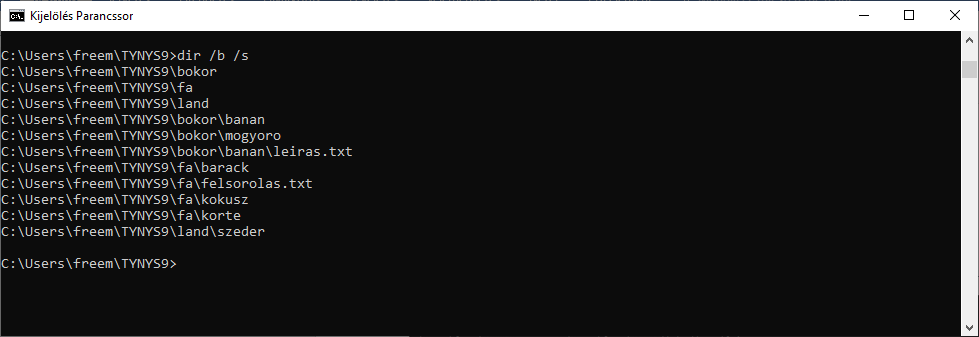 Kijelölés Parancssor
C:\Users\freem\TYNYS9>dir /b /s
C:\Users\freem\TYNYS9\bokor
C:\Users\freem\TYNYS9\fa
C:\Users\freem\TYNYS9\land
C:\Users\freem\TYNYS9\bokor\banan
C:\Users\freem\TYNYS9\bokor\mogyoro
C:\Users\freem\TYNYS9\bokor\banan\leiras.txt
C:\Users\freem\TYNYS9\fa\barack
C:\Users\freem\TYNYS9\fa\felsorolas.txt
C:\Users\freem\TYNYS9\fa\kokusz
C:\Users\freem\TYNYS9\fa\korte
C:\Users\freem\TYNYS9\land\szeder
C:\Users\freem\TYNYS9>